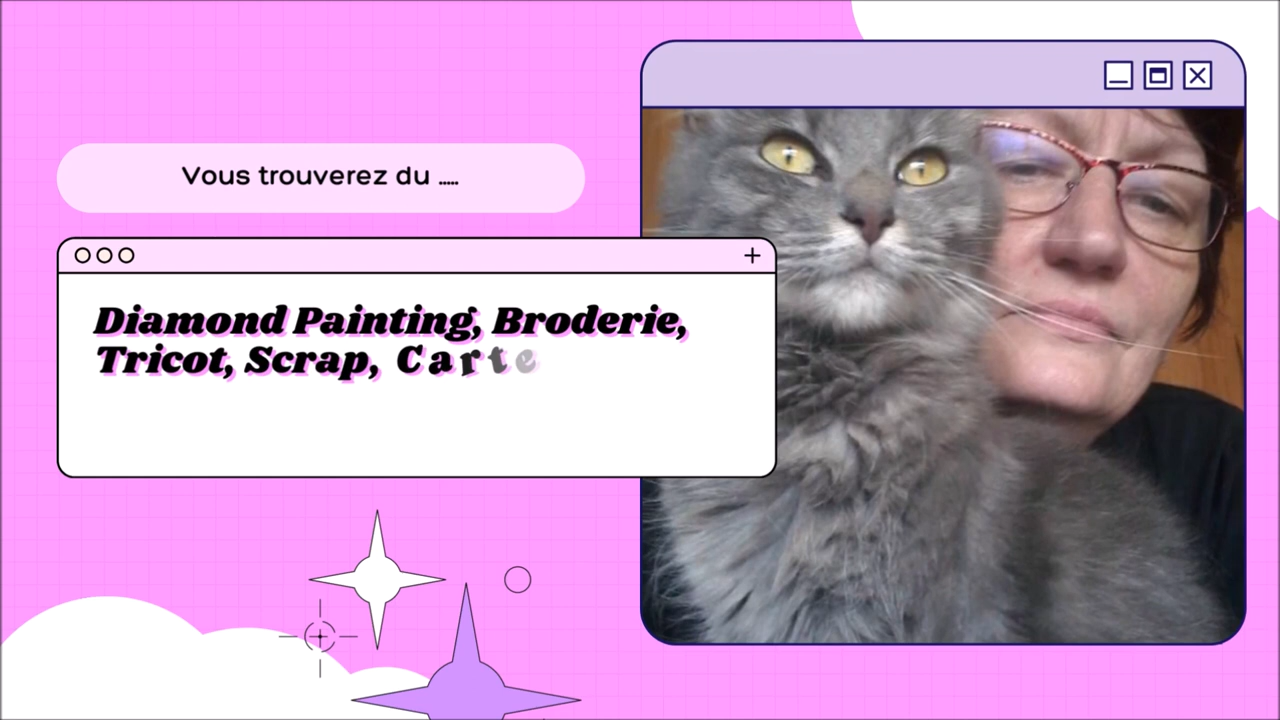 Vous trouverez du .....
Diamond Painting, Broderie,
Tricot, Scrap, Carte